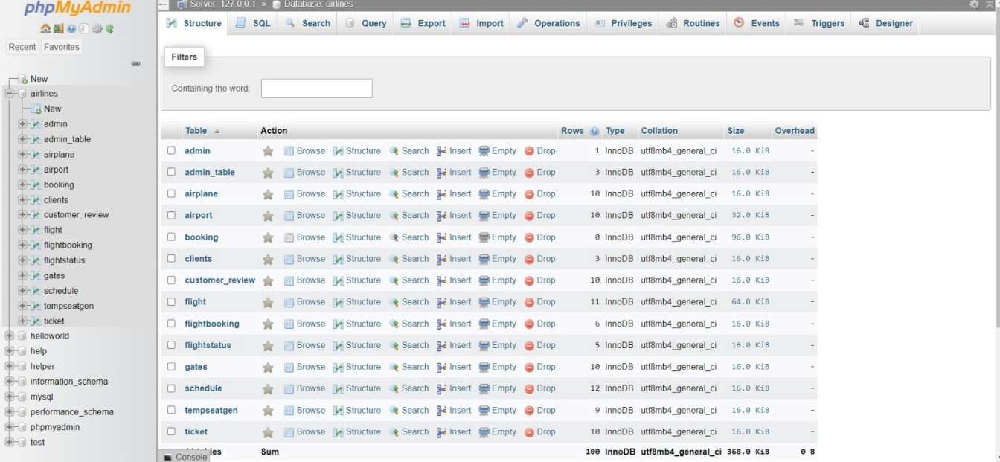 phpMyAdmin
Recent Favorites
New
airlines
New
admin
admin_table
airplane
airport
booking
clients
customer_review
flight
flightbooking
flightstatus
gates
schedule
tempseatgen
ticket
helloworld
help
helper
information_schema
mysql
performance_schema
phpmyadmin
test
Server: 127.0.0.1 » Database: airlines
Structure SQL Search Query Export Import Operations Privileges Routines Events Triggers Designer
Filters
Containing the word:
Table Action Rows Type Collation Size Overhead
admin Browse Structure Search Insert Empty Drop 1 InnoDB utf8mb4_general_ci 16.0 KiB -
admin_table Browse Structure Search Insert Empty Drop 3 InnoDB utf8mb4_general_ci 16.0 KiB -
airplane Browse Structure Search Insert Empty Drop 10 InnoDB utf8mb4_general_ci 16.0 KiB -
airport Browse Structure Search Insert Empty Drop 10 InnoDB utf8mb4_general_ci 32.0 KiB -
booking Browse Structure Search Insert Empty Drop 0 InnoDB utf8mb4_general_ci 96.0 KiB -
clients Browse Structure Search Insert Empty Drop 3 InnoDB utf8mb4_general_ci 16.0 KiB -
customer_review Browse Structure Search Insert Empty Drop 10 InnoDB utf8mb4_general_ci 16.0 KiB -
flight Browse Structure Search Insert Empty Drop 11 InnoDB utf8mb4_general_ci 64.0 KiB -
flightbooking Browse Structure Search Insert Empty Drop 6 InnoDB utf8mb4_general_ci 16.0 KiB -
flightstatus Browse Structure Search Insert Empty Drop 5 InnoDB utf8mb4_general_ci 16.0 KiB -
gates Browse Structure Search Insert Empty Drop 10 InnoDB utf8mb4_general_ci 16.0 KiB -
schedule Browse Structure Search Insert Empty Drop 12 InnoDB utf8mb4_general_ci 16.0 KiB -
tempseatgen Browse Structure Search Insert Empty Drop 9 InnoDB utf8mb4_general_ci 16.0 KiB -
ticket Browse Structure Search Insert Empty Drop 10 InnoDB utf8mb4_general_ci 16.0 KiB -
Sum 100 InnoDB utf8mb4_general_ci 368.0 KiB 0 B
Console